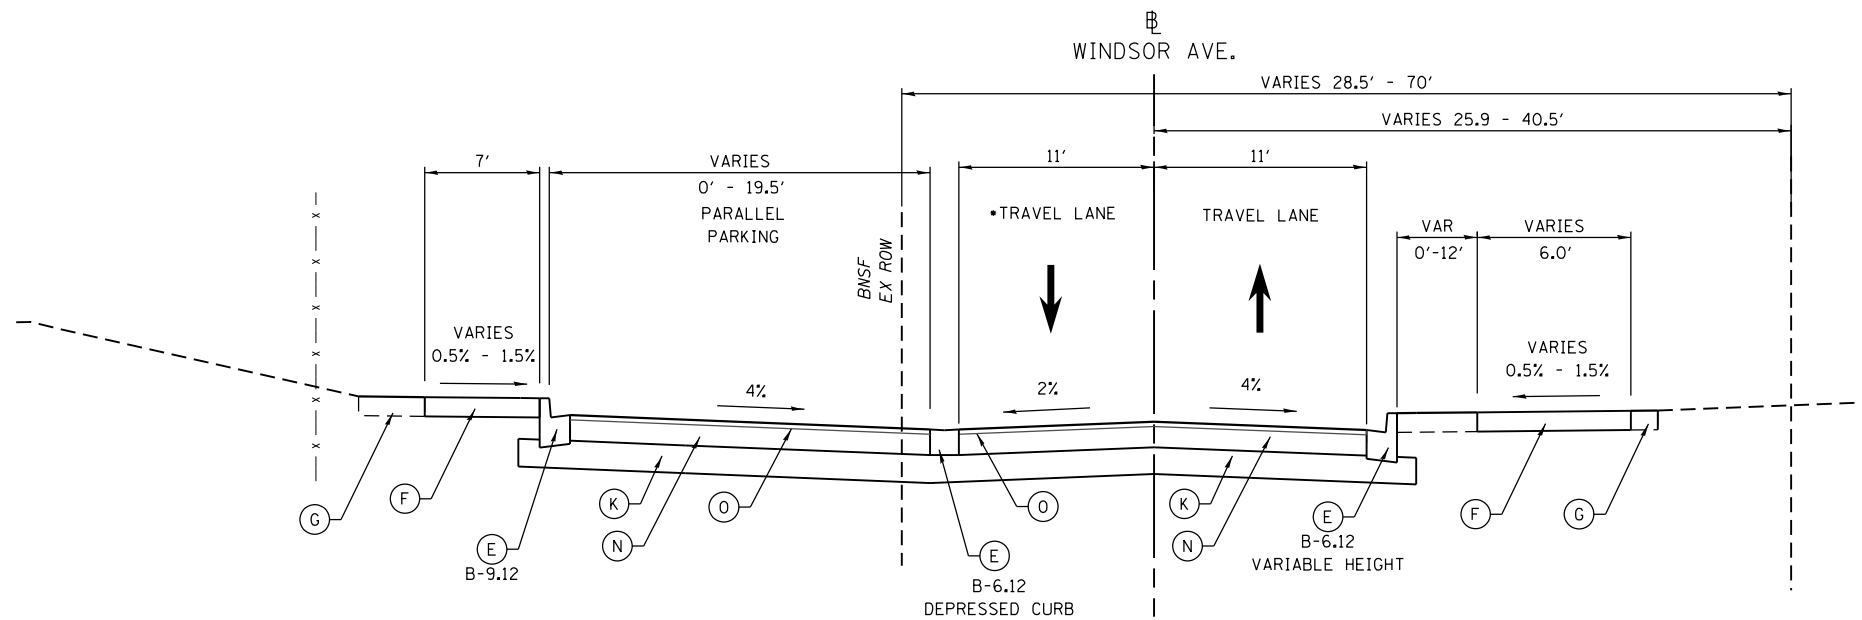 ℄
WINDSOR AVE.
VARIES 28.5' - 70'
VARIES 25.9 - 40.5'
7'
VARIES
0' - 19.5'
PARALLEL
PARKING
11'
11'
*TRAVEL LANE
TRAVEL LANE
VAR
0'-12'
VARIES
6.0'
BNSF
EX ROW
VARIES
0.5% - 1.5%
4%
2%
4%
VARIES
0.5% - 1.5%
G
F
E
B-9.12
K
N
O
E
B-6.12
DEPRESSED CURB
O
K
N
E
B-6.12
VARIABLE HEIGHT
F
G
x
x
x
x
x
x